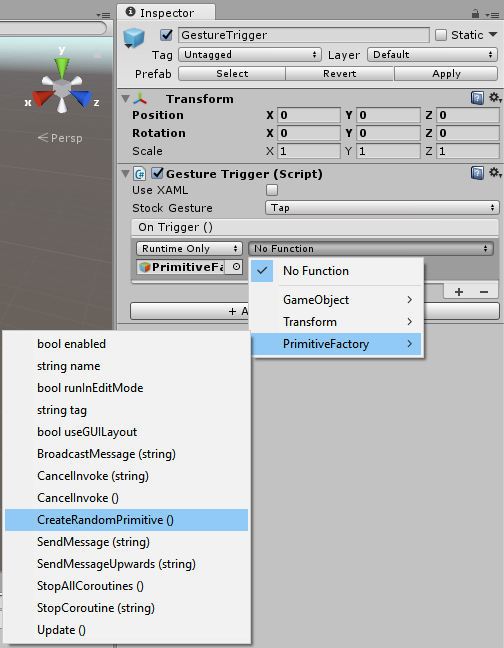 Inspector
GestureTrigger
Static
Tag Untagged Layer Default
Prefab Select Revert Apply
y
x z
Persp
Transform
Position X 0 Y 0 Z 0
Rotation X 0 Y 0 Z 0
Scale X 1 Y 1 Z 1
Gesture Trigger (Script)
Use XAML
Stock Gesture Tap
On Trigger ()
Runtime Only No Function
PrimitiveFa
No Function
GameObject
Transform
PrimitiveFactory
+ −
+ A
bool enabled
string name
bool runInEditMode
string tag
bool useGUILayout
BroadcastMessage (string)
CancelInvoke (string)
CancelInvoke ()
CreateRandomPrimitive ()
SendMessage (string)
SendMessageUpwards (string)
StopAllCoroutines ()
StopCoroutine (string)
Update ()